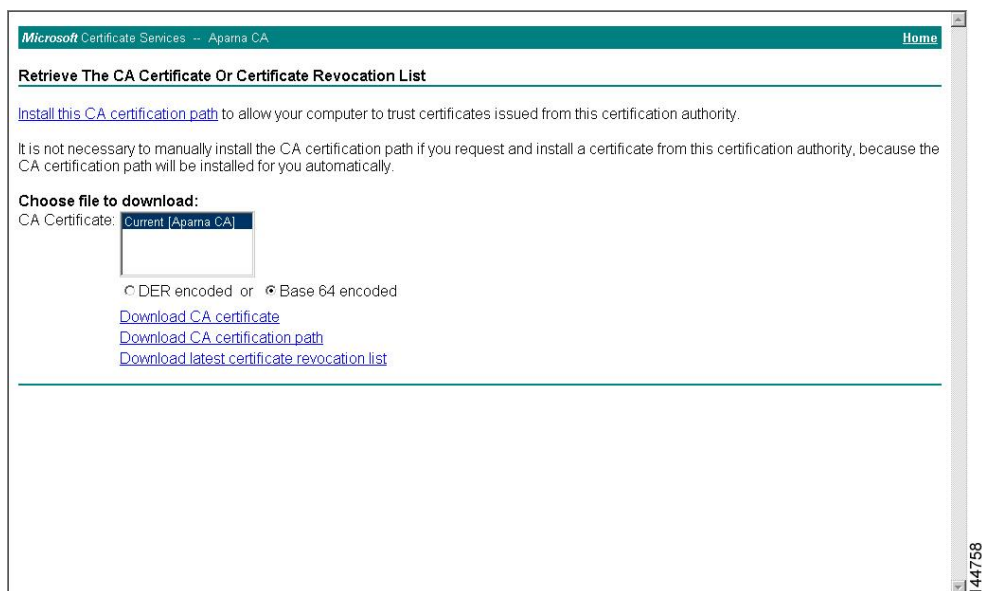 Microsoft Certificate Services -- Aparna CA
Home
Retrieve The CA Certificate Or Certificate Revocation List
Install this CA certification path to allow your computer to trust certificates issued from this certification authority.
It is not necessary to manually install the CA certification path if you request and install a certificate from this certification authority, because the
CA certification path will be installed for you automatically.
Choose file to download:
CA Certificate: Current [Aparna CA]
DER encoded or Base 64 encoded
Download CA certificate
Download CA certification path
Download latest certificate revocation list
144758